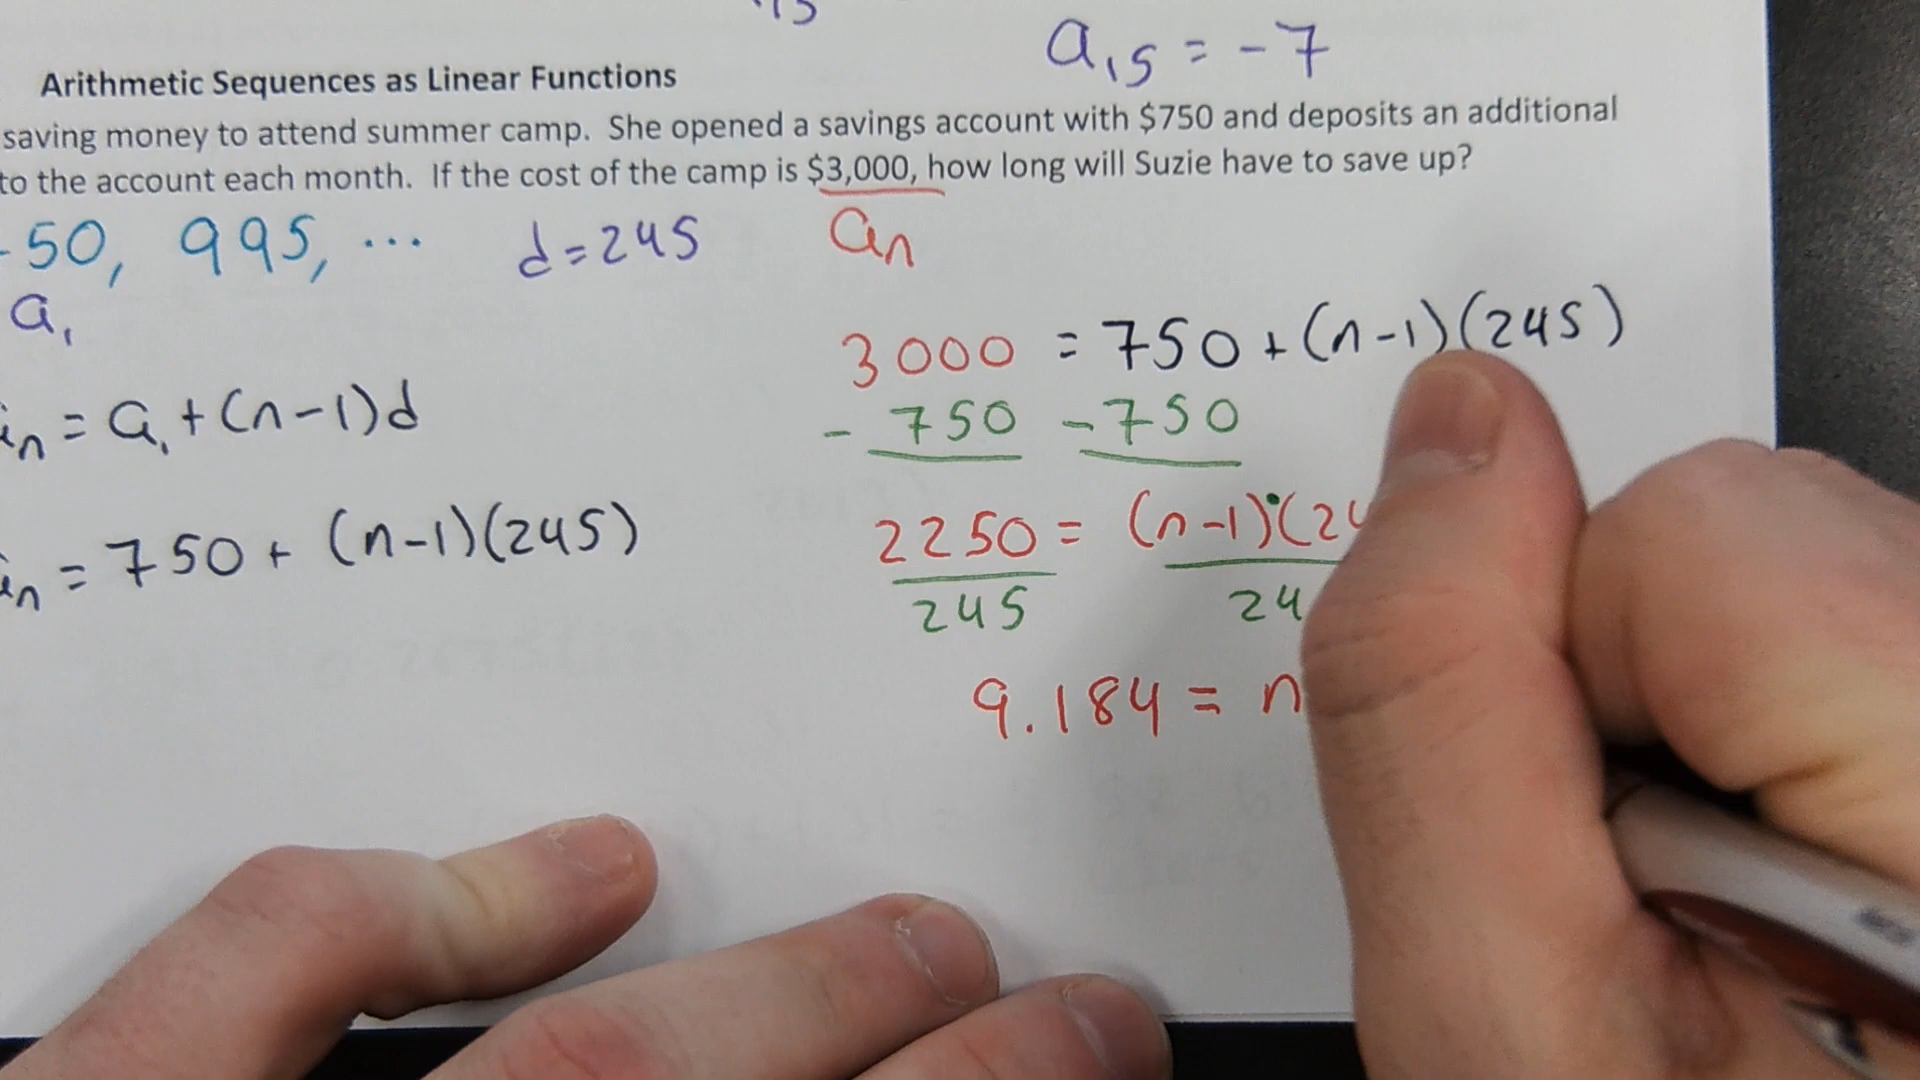 a₁₅ = -7
Arithmetic Sequences as Linear Functions
saving money to attend summer camp. She opened a savings account with $750 and deposits an additional
to the account each month. If the cost of the camp is $3,000, how long will Suzie have to save up?
50, 995, ... d=245 aₙ
a₁
3000 = 750 + (n-1)(245)
- 750 -750
ₙ = a₁ + (n-1)d
2250 = (n-1)·(24
245 24
ₙ = 750 + (n-1)(245)
9.184 = n